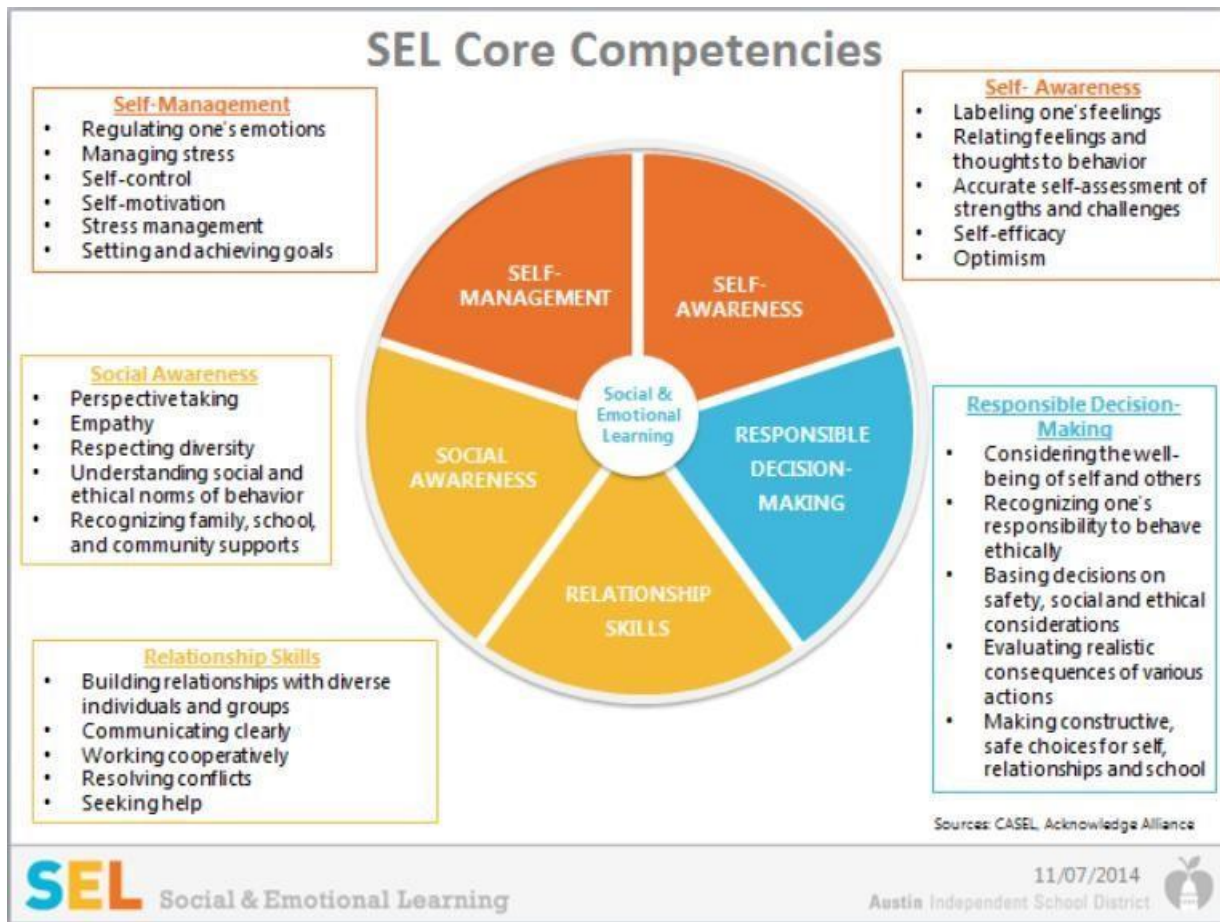 SEL Core Competencies
Self-Management
• Regulating one's emotions
• Managing stress
• Self-control
• Self-motivation
• Stress management
• Setting and achieving goals
Self- Awareness
• Labeling one's feelings
• Relating feelings and
thoughts to behavior
• Accurate self-assessment of
strengths and challenges
• Self-efficacy
• Optimism
SELF-
MANAGEMENT
SELF-
AWARENESS
Social &
Emotional
Learning
SOCIAL
AWARENESS
RESPONSIBLE
DECISION-
MAKING
RELATIONSHIP
SKILLS
Social Awareness
• Perspective taking
• Empathy
• Respecting diversity
• Understanding social and
ethical norms of behavior
• Recognizing family, school,
and community supports
Responsible Decision-
Making
• Considering the well-
being of self and others
• Recognizing one's
responsibility to behave
ethically
• Basing decisions on
safety, social and ethical
considerations
• Evaluating realistic
consequences of various
actions
• Making constructive,
safe choices for self,
relationships and school
Relationship Skills
• Building relationships with diverse
individuals and groups
• Communicating clearly
• Working cooperatively
• Resolving conflicts
• Seeking help
Sources: CASEL, Acknowledge Alliance
SEL Social & Emotional Learning
11/07/2014
Austin Independent School District